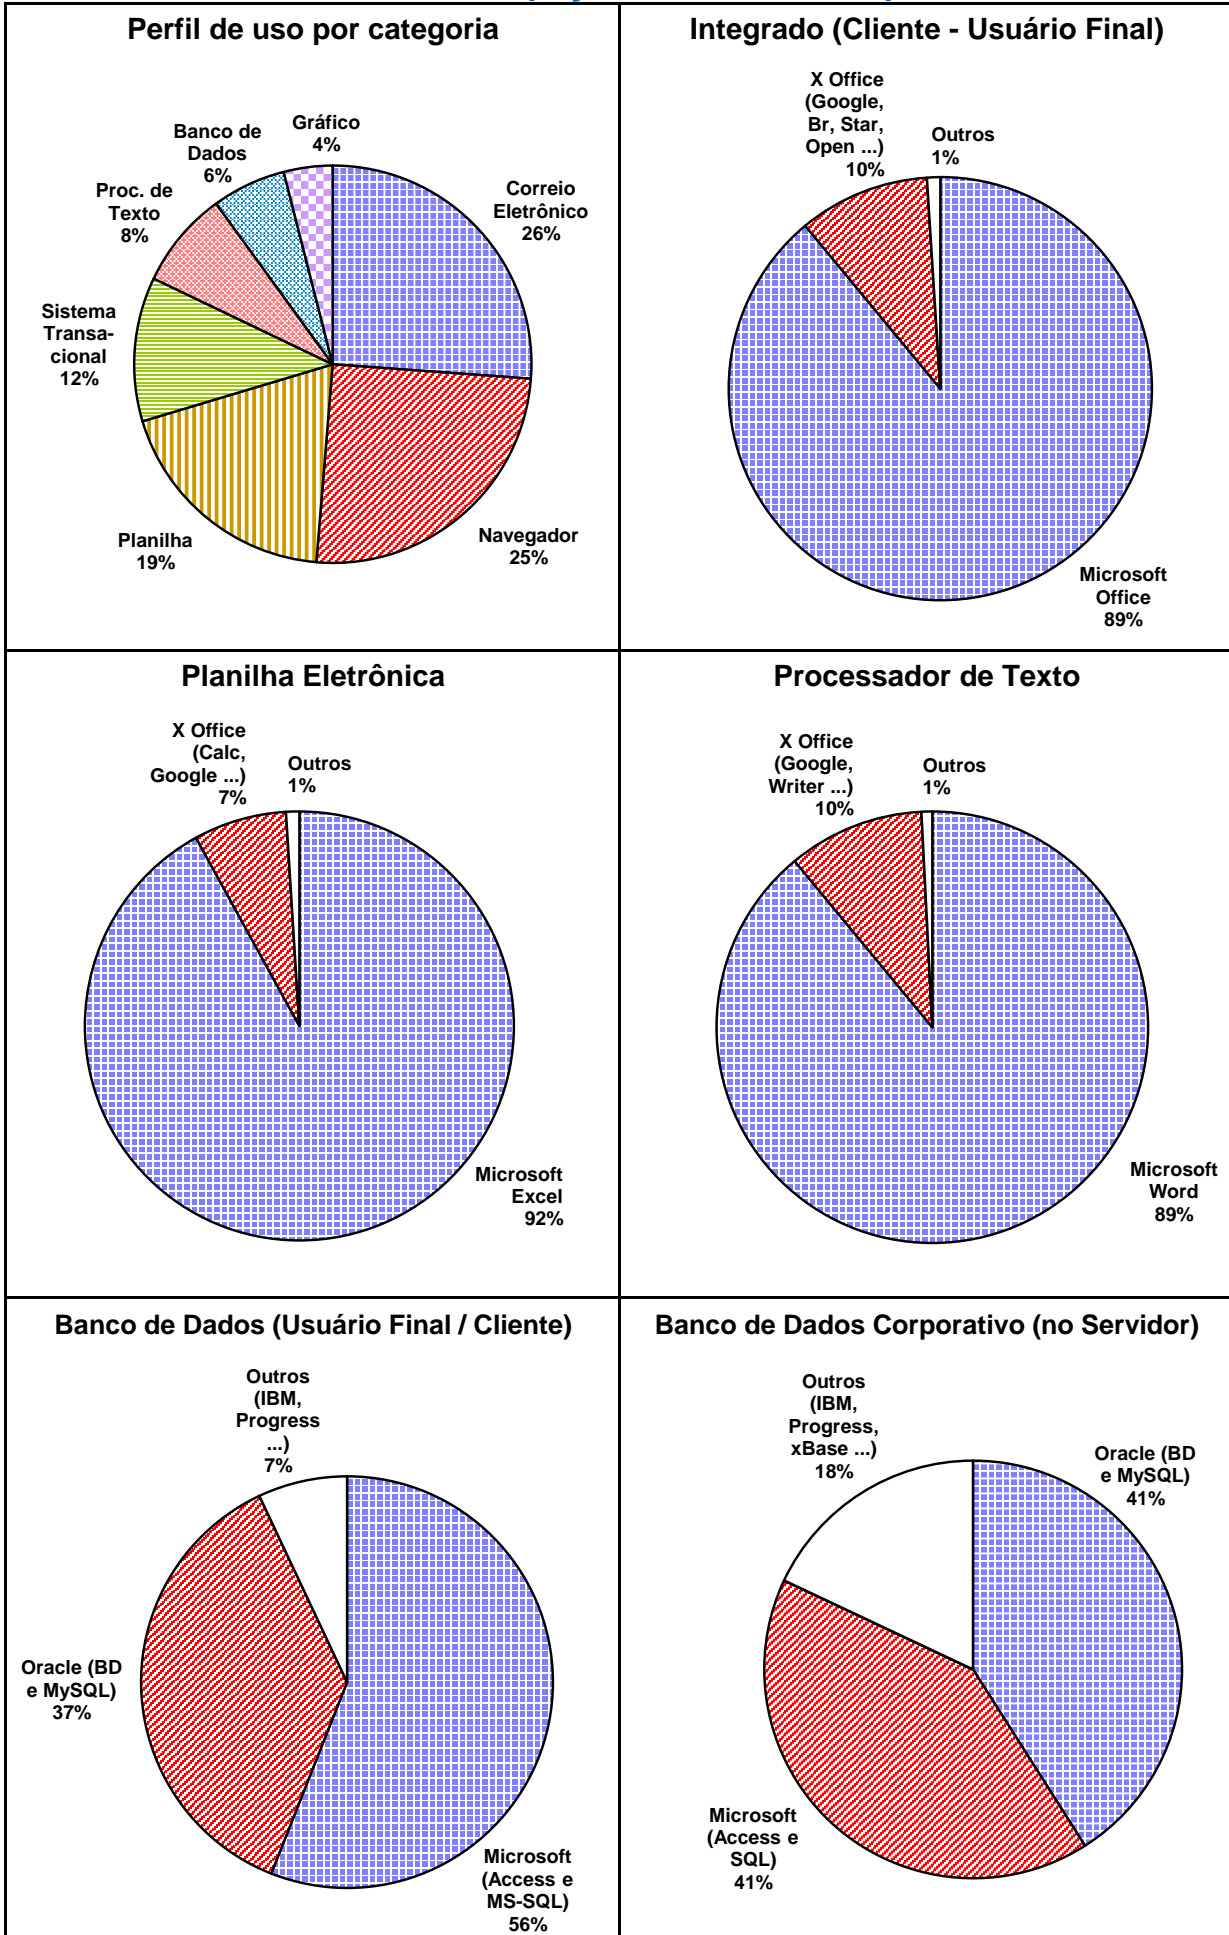 Perfil de uso por categoria
Gráfico
4%
Banco de
Dados
6%
Proc. de
Texto
8%
Sistema
Transa-
cional
12%
Planilha
19%
Correio
Eletrônico
26%
Navegador
25%
Integrado (Cliente - Usuário Final)
X Office
(Google,
Br, Star,
Open ...)
10%
Outros
1%
Microsoft
Office
89%
Planilha Eletrônica
X Office
(Calc,
Google ...)
7%
Outros
1%
Microsoft
Excel
92%
Processador de Texto
X Office
(Google,
Writer ...)
10%
Outros
1%
Microsoft
Word
89%
Banco de Dados (Usuário Final / Cliente)
Outros
(IBM,
Progress
...)
7%
Oracle (BD
e MySQL)
37%
Microsoft
(Access e
MS-SQL)
56%
Banco de Dados Corporativo (no Servidor)
Outros
(IBM,
Progress,
xBase ...)
18%
Oracle (BD
e MySQL)
41%
Microsoft
(Access e
SQL)
41%